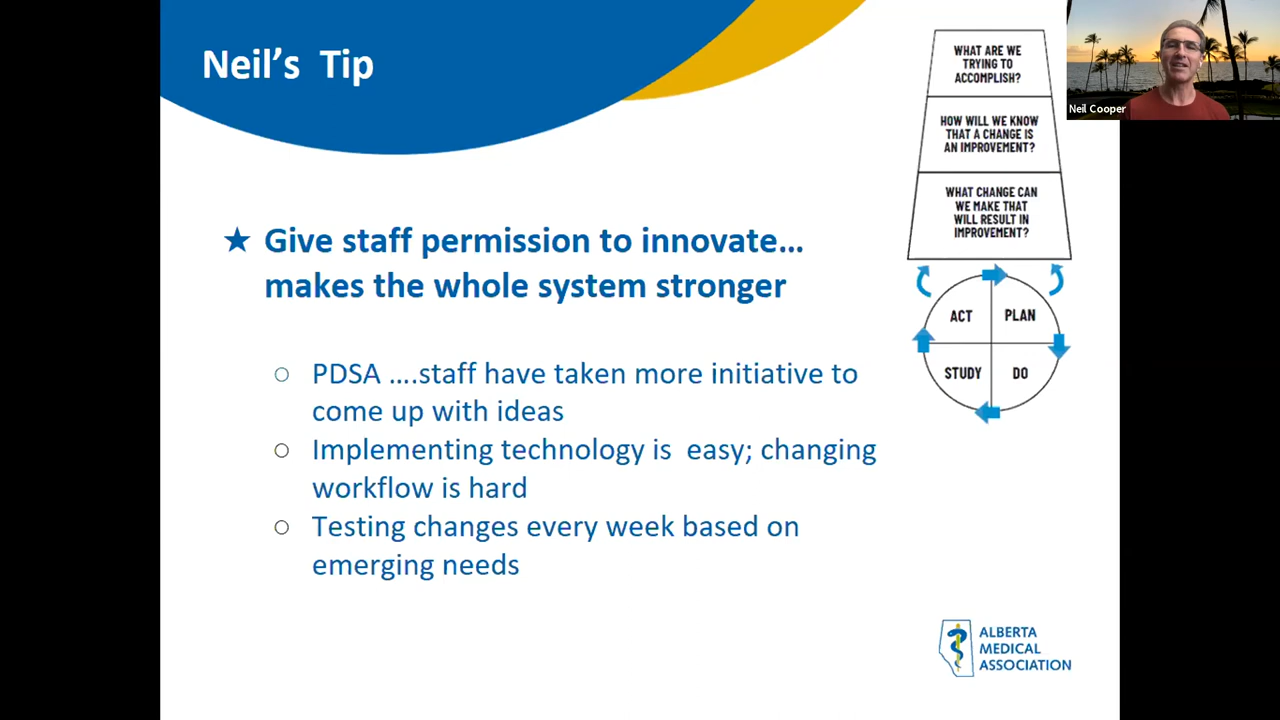 Neil's  Tip
★ Give staff permission to innovate…
makes the whole system stronger
○ PDSA ….staff have taken more initiative to
come up with ideas
○ Implementing technology is  easy; changing
workflow is hard
○ Testing changes every week based on
emerging needs
WHAT ARE WE
TRYING TO
ACCOMPLISH?
HOW WILL WE KNOW
THAT A CHANGE IS
AN IMPROVEMENT?
WHAT CHANGE CAN
WE MAKE THAT
WILL RESULT IN
IMPROVEMENT?
ACT PLAN
STUDY DO
Neil Cooper
ALBERTA
MEDICAL
ASSOCIATION